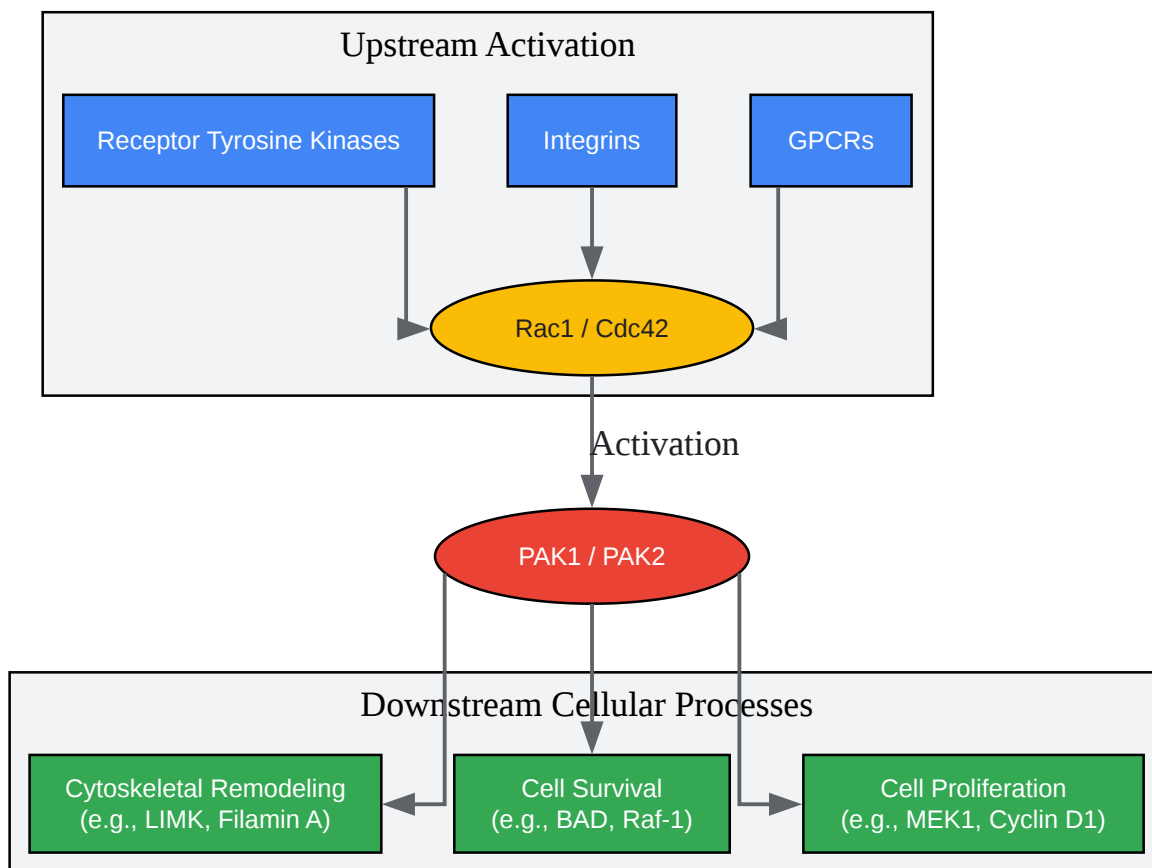 Upstream Activation
Receptor Tyrosine Kinases
Integrins
GPCRs
Rac1 / Cdc42
Activation
PAK1 / PAK2
Downstream Cellular Processes
Cytoskeletal Remodeling
(e.g., LIMK, Filamin A)
Cell Survival
(e.g., BAD, Raf-1)
Cell Proliferation
(e.g., MEK1, Cyclin D1)